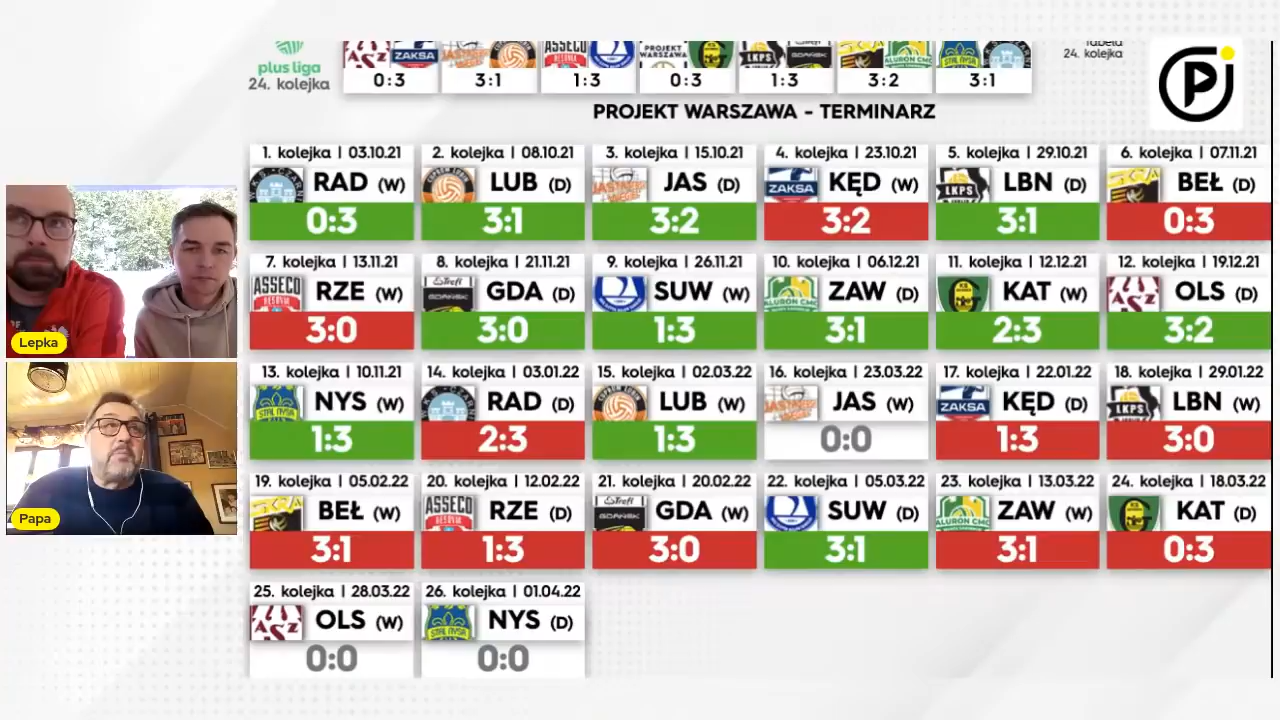 plus liga
24. kolejka
0:3 3:1 1:3 0:3 1:3 3:2 3:1
Tabela
24. kolejka
PROJEKT WARSZAWA - TERMINARZ
1. kolejka | 03.10.21 2. kolejka | 08.10.21 3. kolejka | 15.10.21 4. kolejka | 23.10.21 5. kolejka | 29.10.21 6. kolejka | 07.11.21
RAD (W) LUB (D) JAS (D) KĘD (W) LBN (D) BEŁ (D)
0:3 3:1 3:2 3:2 3:1 0:3
7. kolejka | 13.11.21 8. kolejka | 21.11.21 9. kolejka | 26.11.21 10. kolejka | 06.12.21 11. kolejka | 12.12.21 12. kolejka | 19.12.21
RZE (W) GDA (D) SUW (W) ZAW (D) KAT (W) OLS (D)
3:0 3:0 1:3 3:1 2:3 3:2
13. kolejka | 10.11.21 14. kolejka | 03.01.22 15. kolejka | 02.03.22 16. kolejka | 23.03.22 17. kolejka | 22.01.22 18. kolejka | 29.01.22
NYS (W) RAD (D) LUB (W) JAS (W) KĘD (D) LBN (W)
1:3 2:3 1:3 0:0 1:3 3:0
19. kolejka | 05.02.22 20. kolejka | 12.02.22 21. kolejka | 20.02.22 22. kolejka | 05.03.22 23. kolejka | 13.03.22 24. kolejka | 18.03.22
BEŁ (W) RZE (D) GDA (W) SUW (D) ZAW (W) KAT (D)
3:1 1:3 3:0 3:1 3:1 0:3
25. kolejka | 28.03.22 26. kolejka | 01.04.22
OLS (W) NYS (D)
0:0 0:0
Lepka
Papa